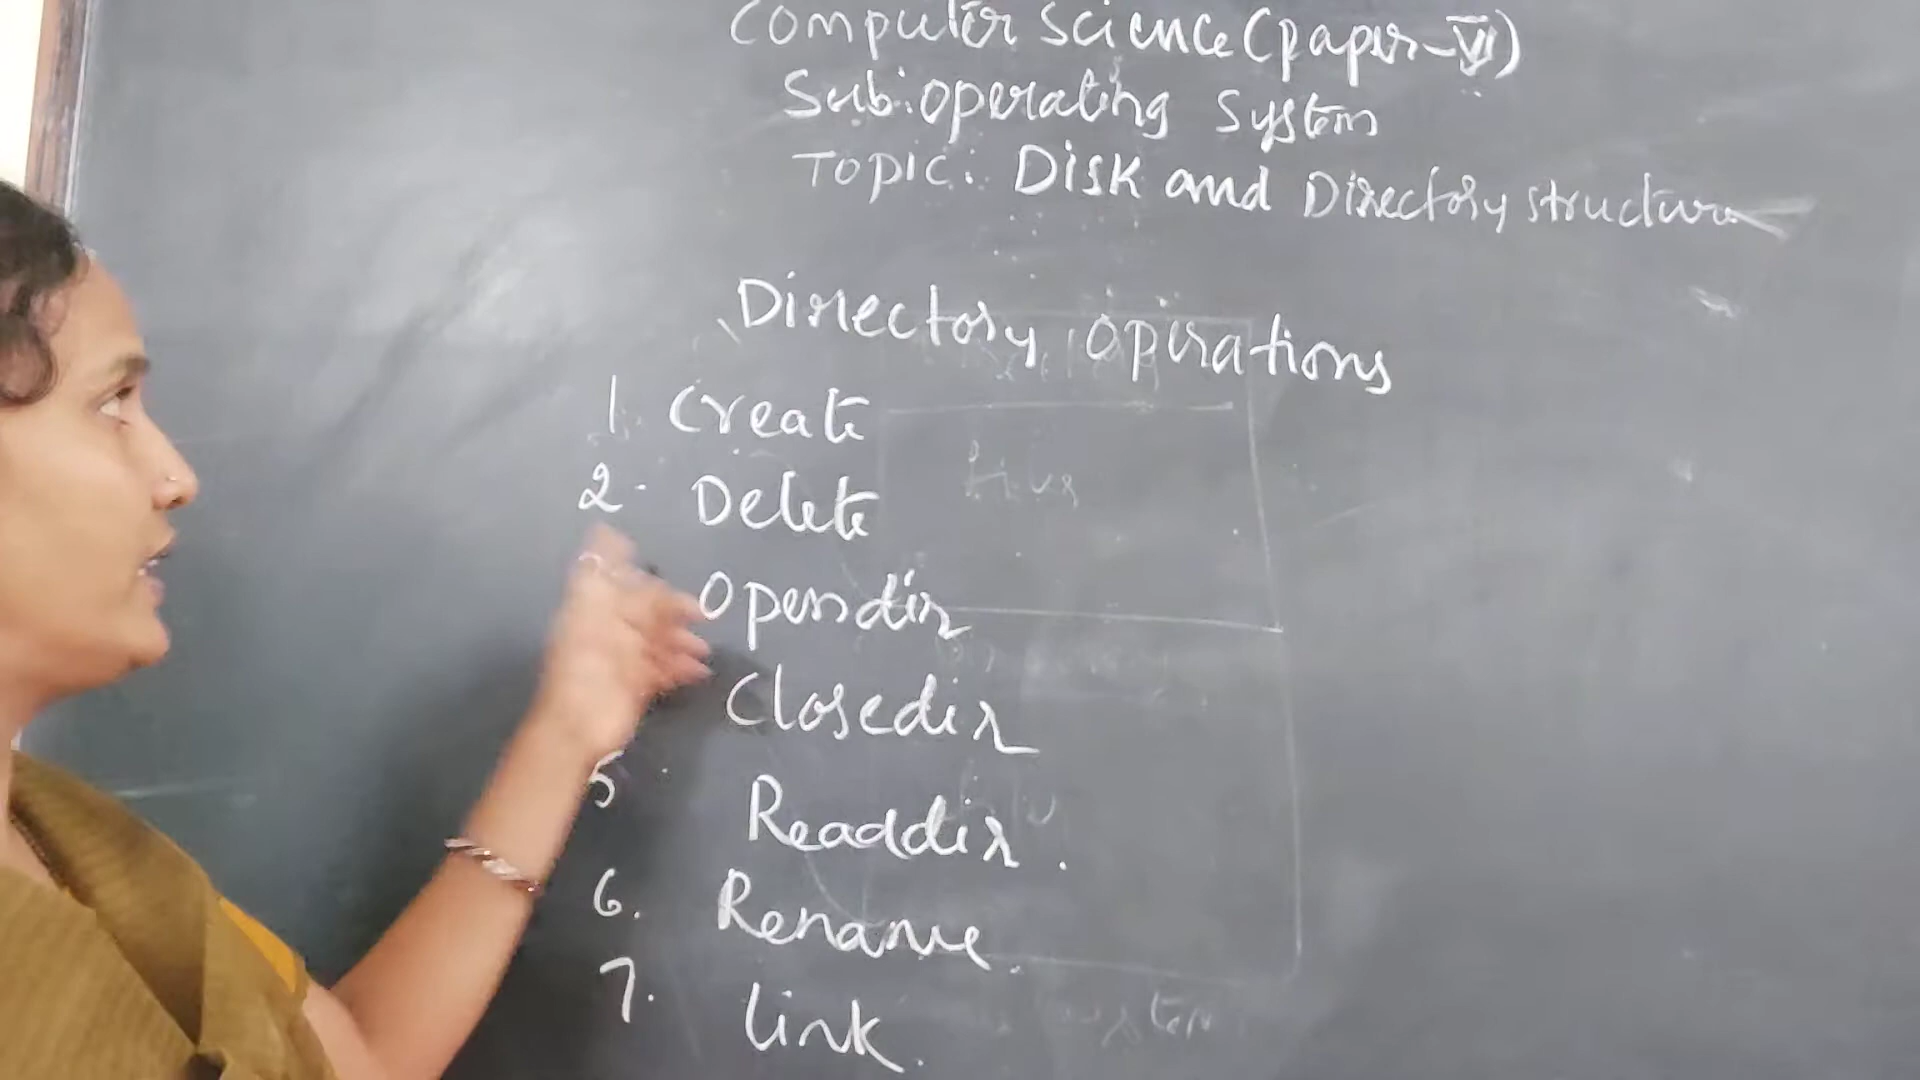 Computer Science (paper-VI)
Sub: Operating System
TOPIC: Disk and Directory structure
Directory Operations
1. Create
2. Delete
Opendir
Closedir
5. Readdir.
6. Rename.
7. link.